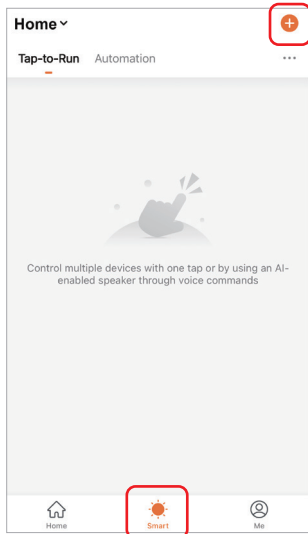 Home
Tap-to-Run Automation
Control multiple devices with one tap or by using an AI-
enabled speaker through voice commands
Home Smart Me